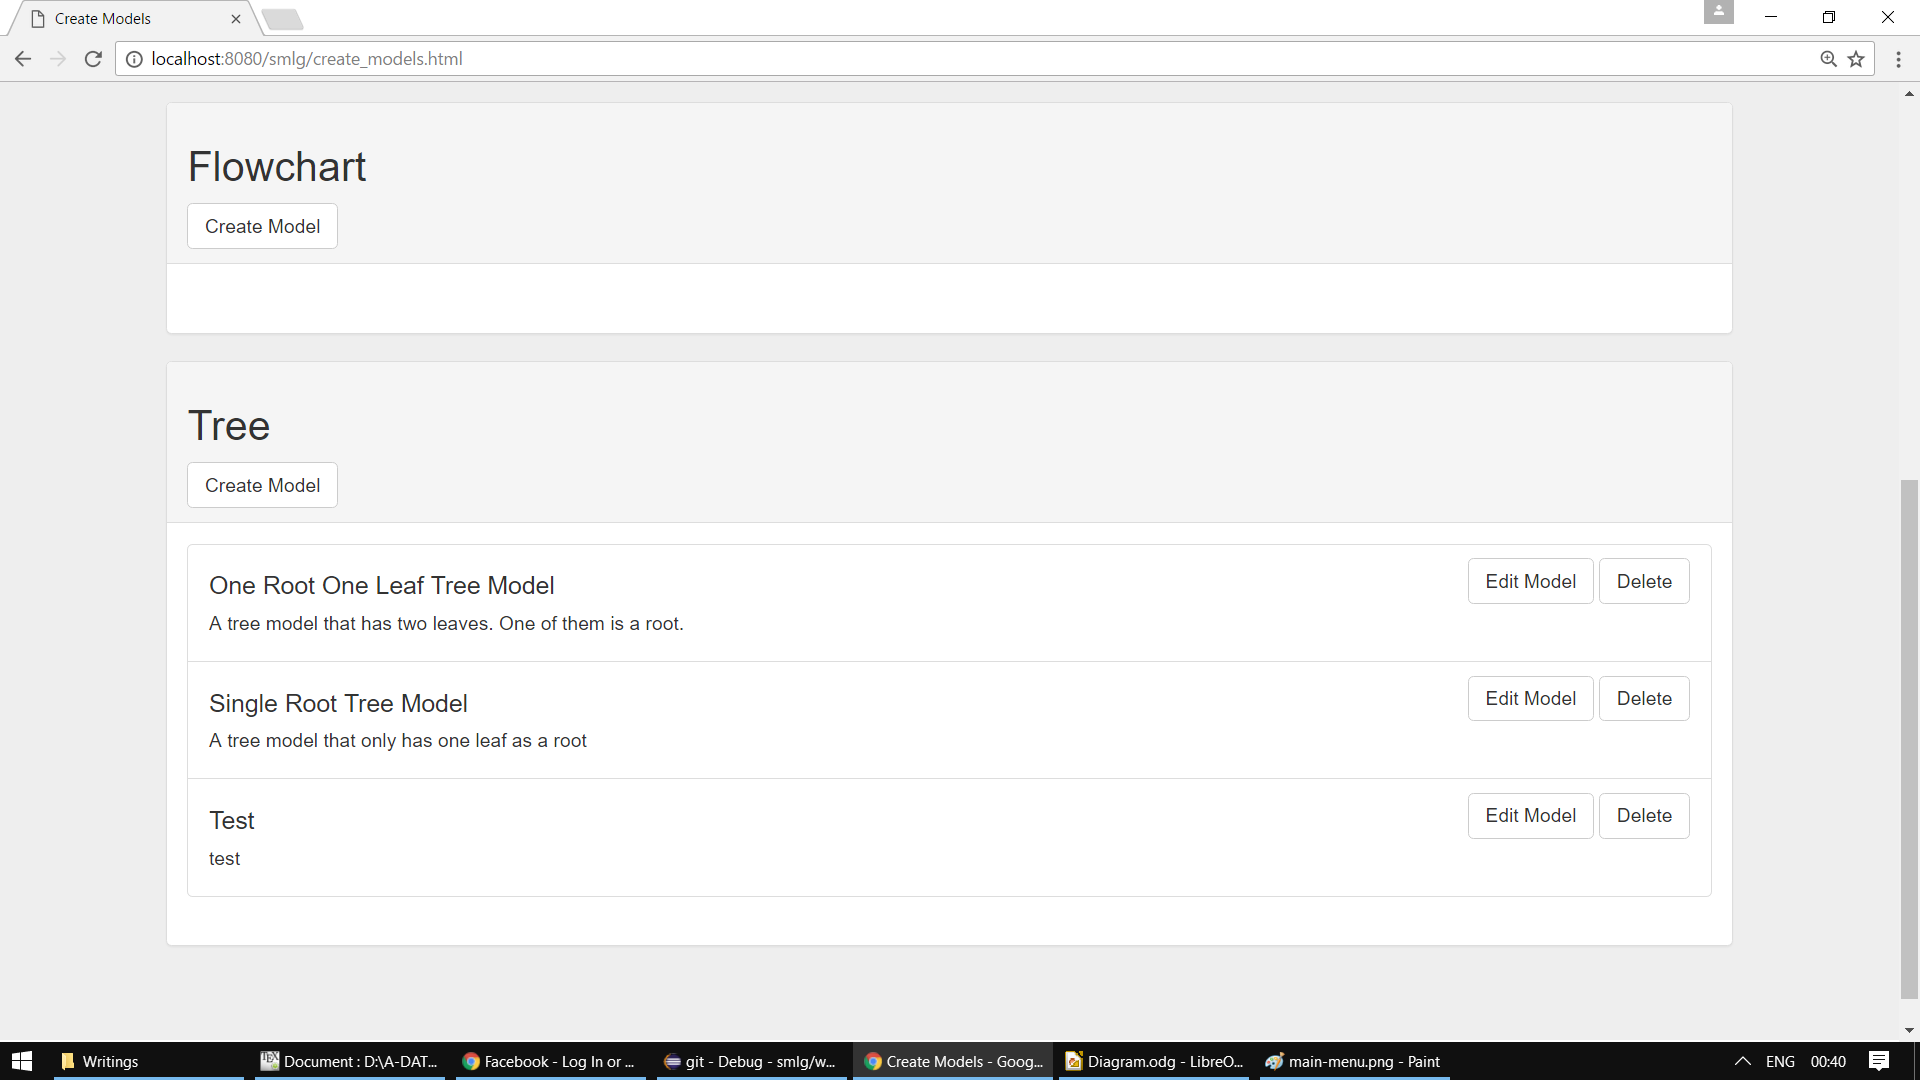 Create Models
localhost:8080/smlg/create_models.html
Flowchart
Create Model
Tree
Create Model
One Root One Leaf Tree Model
Edit Model
Delete
A tree model that has two leaves. One of them is a root.
Single Root Tree Model
Edit Model
Delete
A tree model that only has one leaf as a root
Test
Edit Model
Delete
test
Writings
TEX
Document : D:\A-DAT...
Facebook - Log In or ...
git - Debug - smlg/w...
Create Models - Goog...
Diagram.odg - LibreO...
main-menu.png - Paint
ENG
00:40